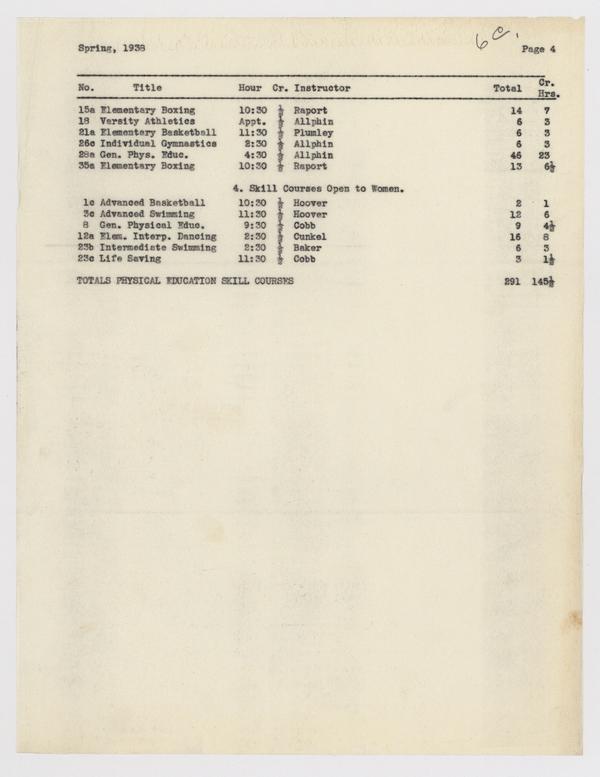 6c.
Spring, 1938 Page 4
No. Title Hour Cr. Instructor Total Cr. Hrs.
15a Elementary Boxing 10:30 ½ Raport 14 7
18 Varsity Athletics Appt. ½ Allphin 6 3
21a Elementary Basketball 11:30 ½ Plumley 6 3
26c Individual Gymnastics 2:30 ½ Allphin 6 3
28a Gen. Phys. Educ. 4:30 ½ Allphin 46 23
35a Elementary Boxing 10:30 ½ Raport 13 6½
4. Skill Courses Open to Women.
1c Advanced Basketball 10:30 ½ Hoover 2 1
3c Advanced Swimming 11:30 ½ Hoover 12 6
8 Gen. Physical Educ. 9:30 ½ Cobb 9 4½
12a Elem. Interp. Dancing 2:30 ½ Cunkel 16 8
23b Intermediate Swimming 2:30 ½ Baker 6 3
23c Life Saving 11:30 ½ Cobb 3 1½
TOTALS PHYSICAL EDUCATION SKILL COURSES 291 145½